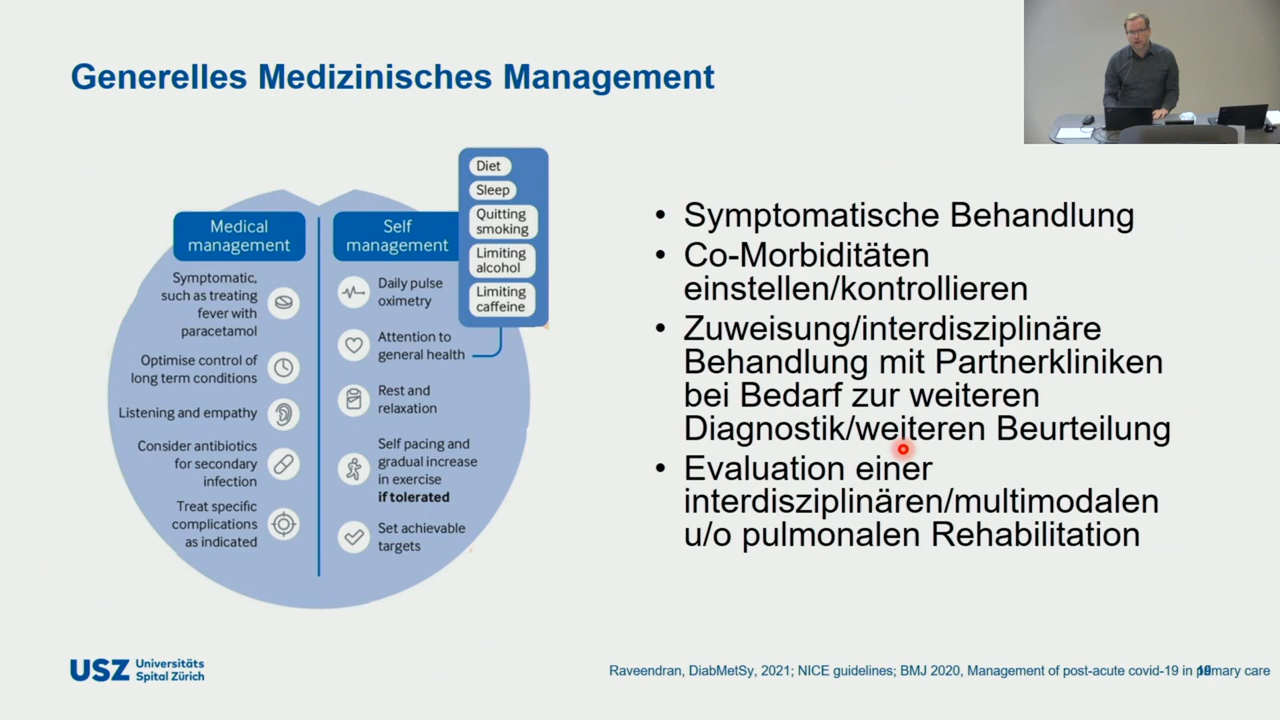 Generelles Medizinisches Management
Medical
management
Symptomatic,
such as treating
fever with
paracetamol
Optimise control of
long term conditions
Listening and empathy
Consider antibiotics
for secondary
infection
Treat specific
complications
as indicated
Self
management
Daily pulse
oximetry
Attention to
general health
Rest and
relaxation
Self pacing and
gradual increase
in exercise
if tolerated
Set achievable
targets
Diet
Sleep
Quitting
smoking
Limiting
alcohol
Limiting
caffeine
• Symptomatische Behandlung
• Co-Morbiditäten
einstellen/kontrollieren
• Zuweisung/interdisziplinäre
Behandlung mit Partnerkliniken
bei Bedarf zur weiteren
Diagnostik/weiteren Beurteilung
• Evaluation einer
interdisziplinären/multimodalen
u/o pulmonalen Rehabilitation
USZ Universitäts
Spital Zürich
Raveendran, DiabMetSy, 2021; NICE guidelines; BMJ 2020, Management of post-acute covid-19 in primary care